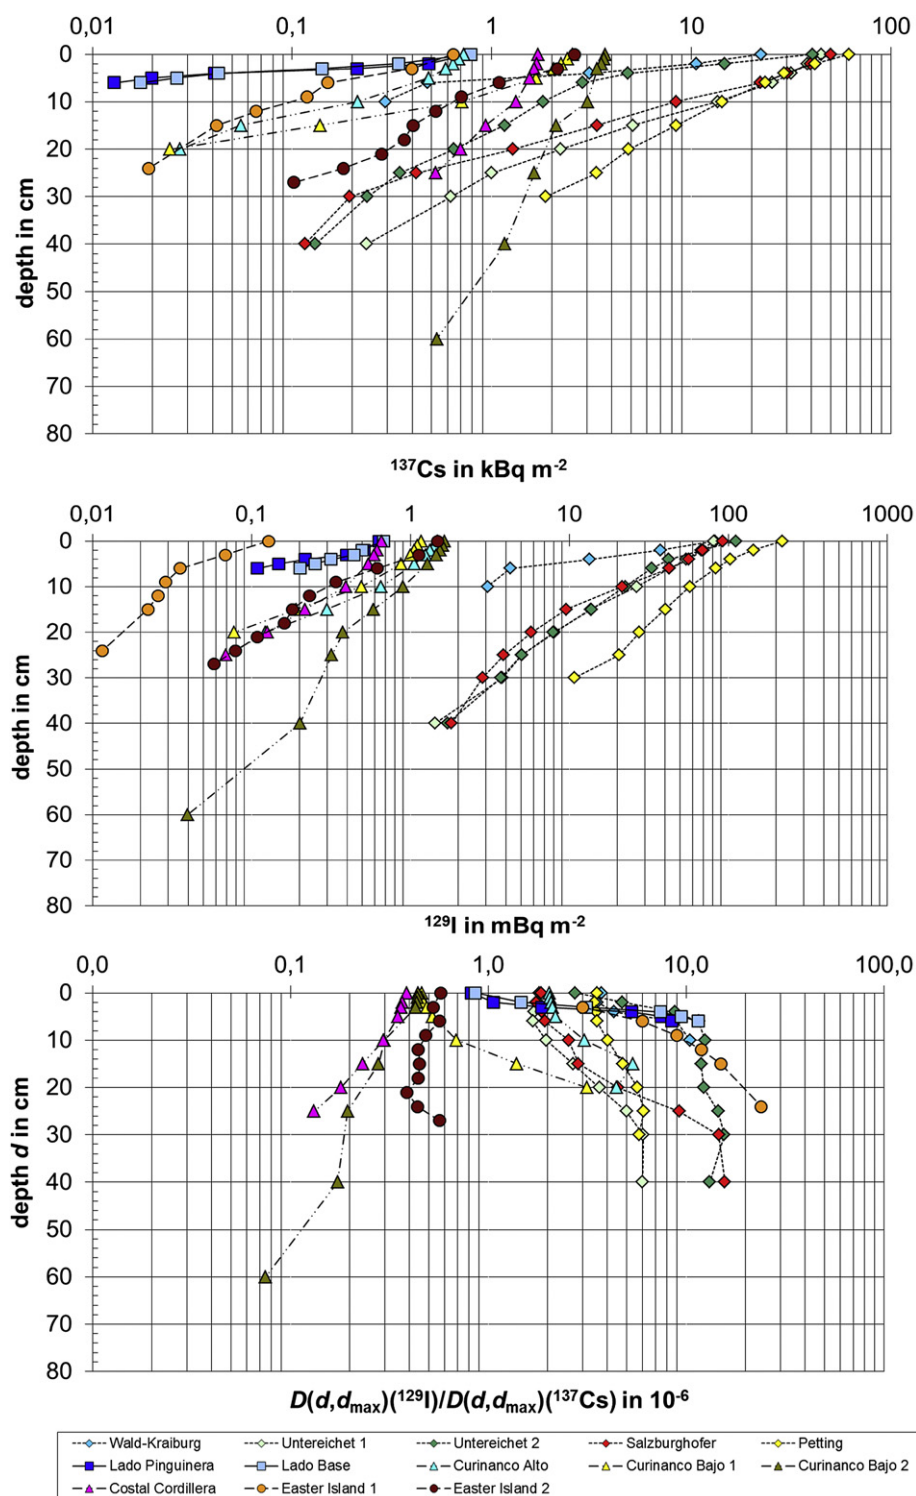 0,01 0,1 1 10 100
0
10
20
30
40
50
60
70
80
depth in cm
¹³⁷Cs in kBq m⁻²
0,01 0,1 1 10 100 1000
0
10
20
30
40
50
60
70
80
depth in cm
¹²⁹I in mBq m⁻²
0,0 0,1 1,0 10,0 100,0
0
10
20
30
40
50
60
70
80
depth d in cm
D(d,dmax)(¹²⁹I)/D(d,dmax)(¹³⁷Cs) in 10⁻⁶
Wald-Kraiburg Untereichet 1 Untereichet 2 Salzburghofer Petting
Lado Pinguinera Lado Base Curinanco Alto Curinanco Bajo 1 Curinanco Bajo 2
Costal Cordillera Easter Island 1 Easter Island 2